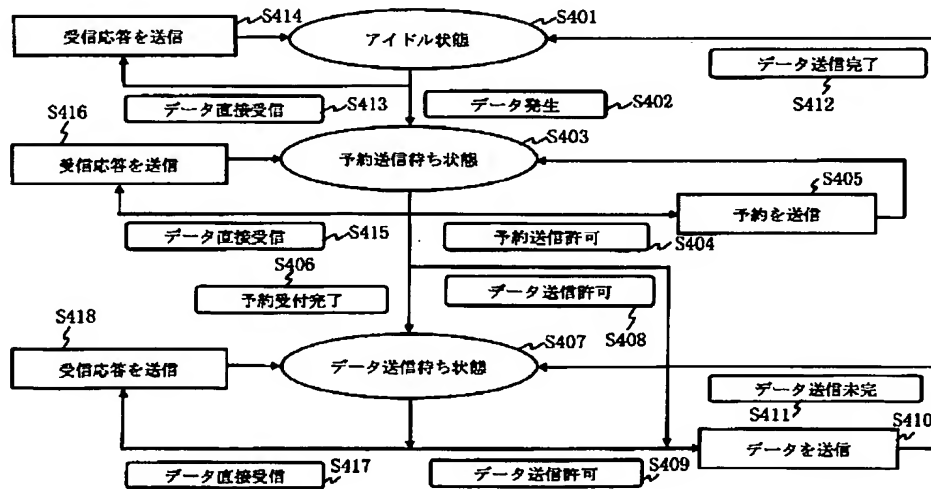 S414
S401
受信応答を送信
アイドル状態
データ送信完了
S412
データ直接受信
S413
データ発生
S402
S416
S403
受信応答を送信
予約送信待ち状態
S405
予約を送信
データ直接受信
S415
予約送信許可
S404
S406
予約受付完了
データ送信許可
S408
S418
S407
受信応答を送信
データ送信待ち状態
データ送信未完
S411
S410
データを送信
データ直接受信
S417
データ送信許可
S409